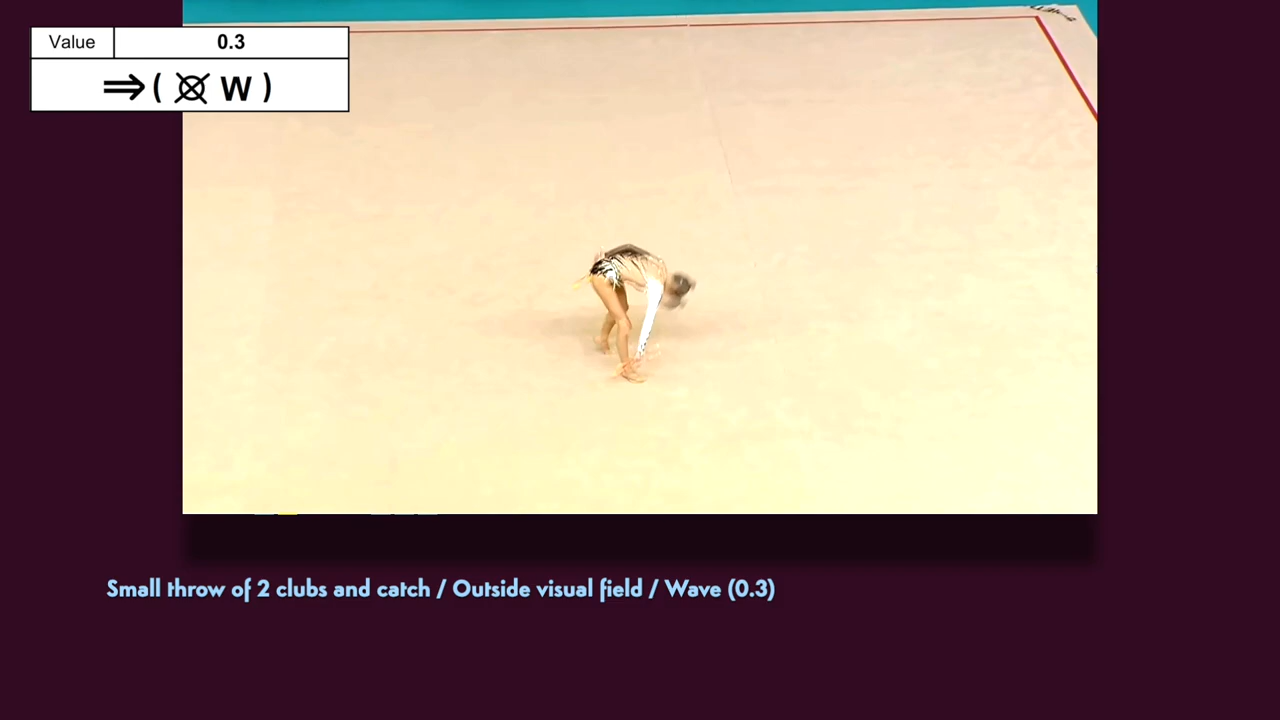 Value 0.3
⇒ ( W )
Small throw of 2 clubs and catch / Outside visual field / Wave (0.3)